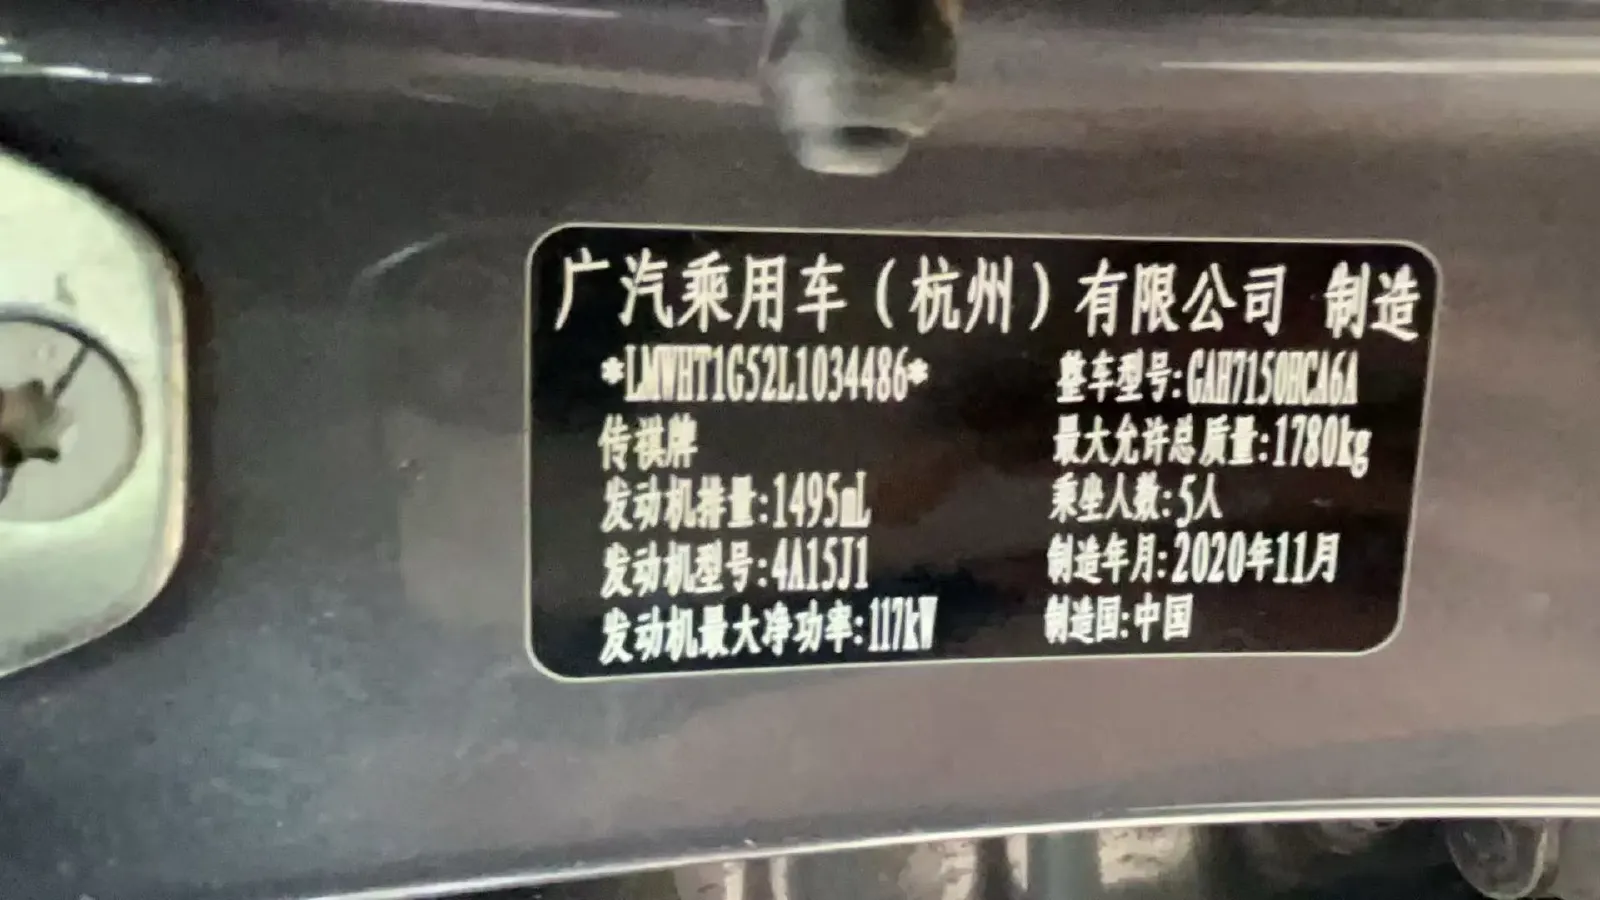 广汽乘用车（杭州）有限公司 制造
*LMWHT1G52L1034486* 整车型号:GAH7150HCA6A
传祺牌 最大允许总质量:1780kg
发动机排量:1495mL 乘坐人数:5人
发动机型号:4A15J1 制造年月:2020年11月
发动机最大净功率:117kW 制造国:中国